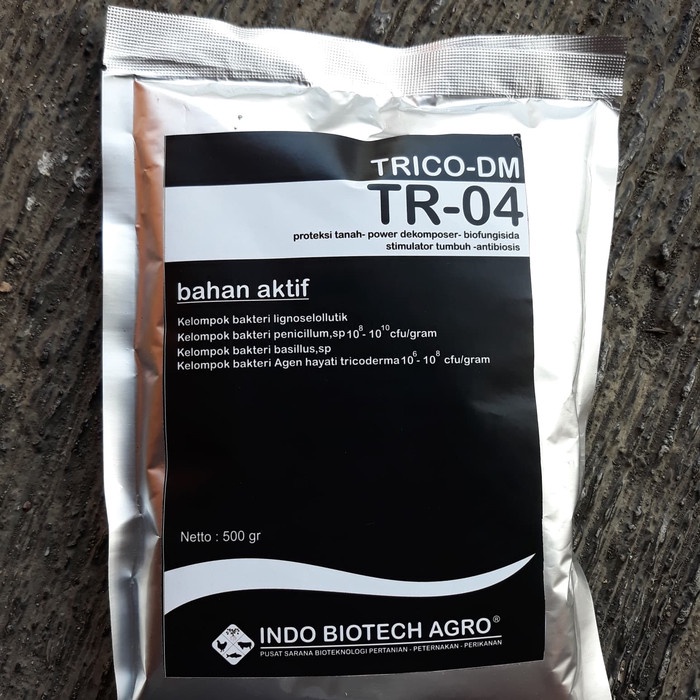 TRICO-DM
TR-04
proteksi tanah- power dekomposer- biofungisida
stimulator tumbuh -antibiosis
bahan aktif
Kelompok bakteri lignoselollutik
Kelompok bakteri penicillum,sp 10⁸- 10¹⁰ cfu/gram
Kelompok bakteri basillus,sp
Kelompok bakteri Agen hayati tricoderma 10⁶- 10⁸ cfu/gram
Netto : 500 gr
INDO BIOTECH AGRO®
PUSAT SARANA BIOTEKNOLOGI PERTANIAN - PETERNAKAN - PERIKANAN